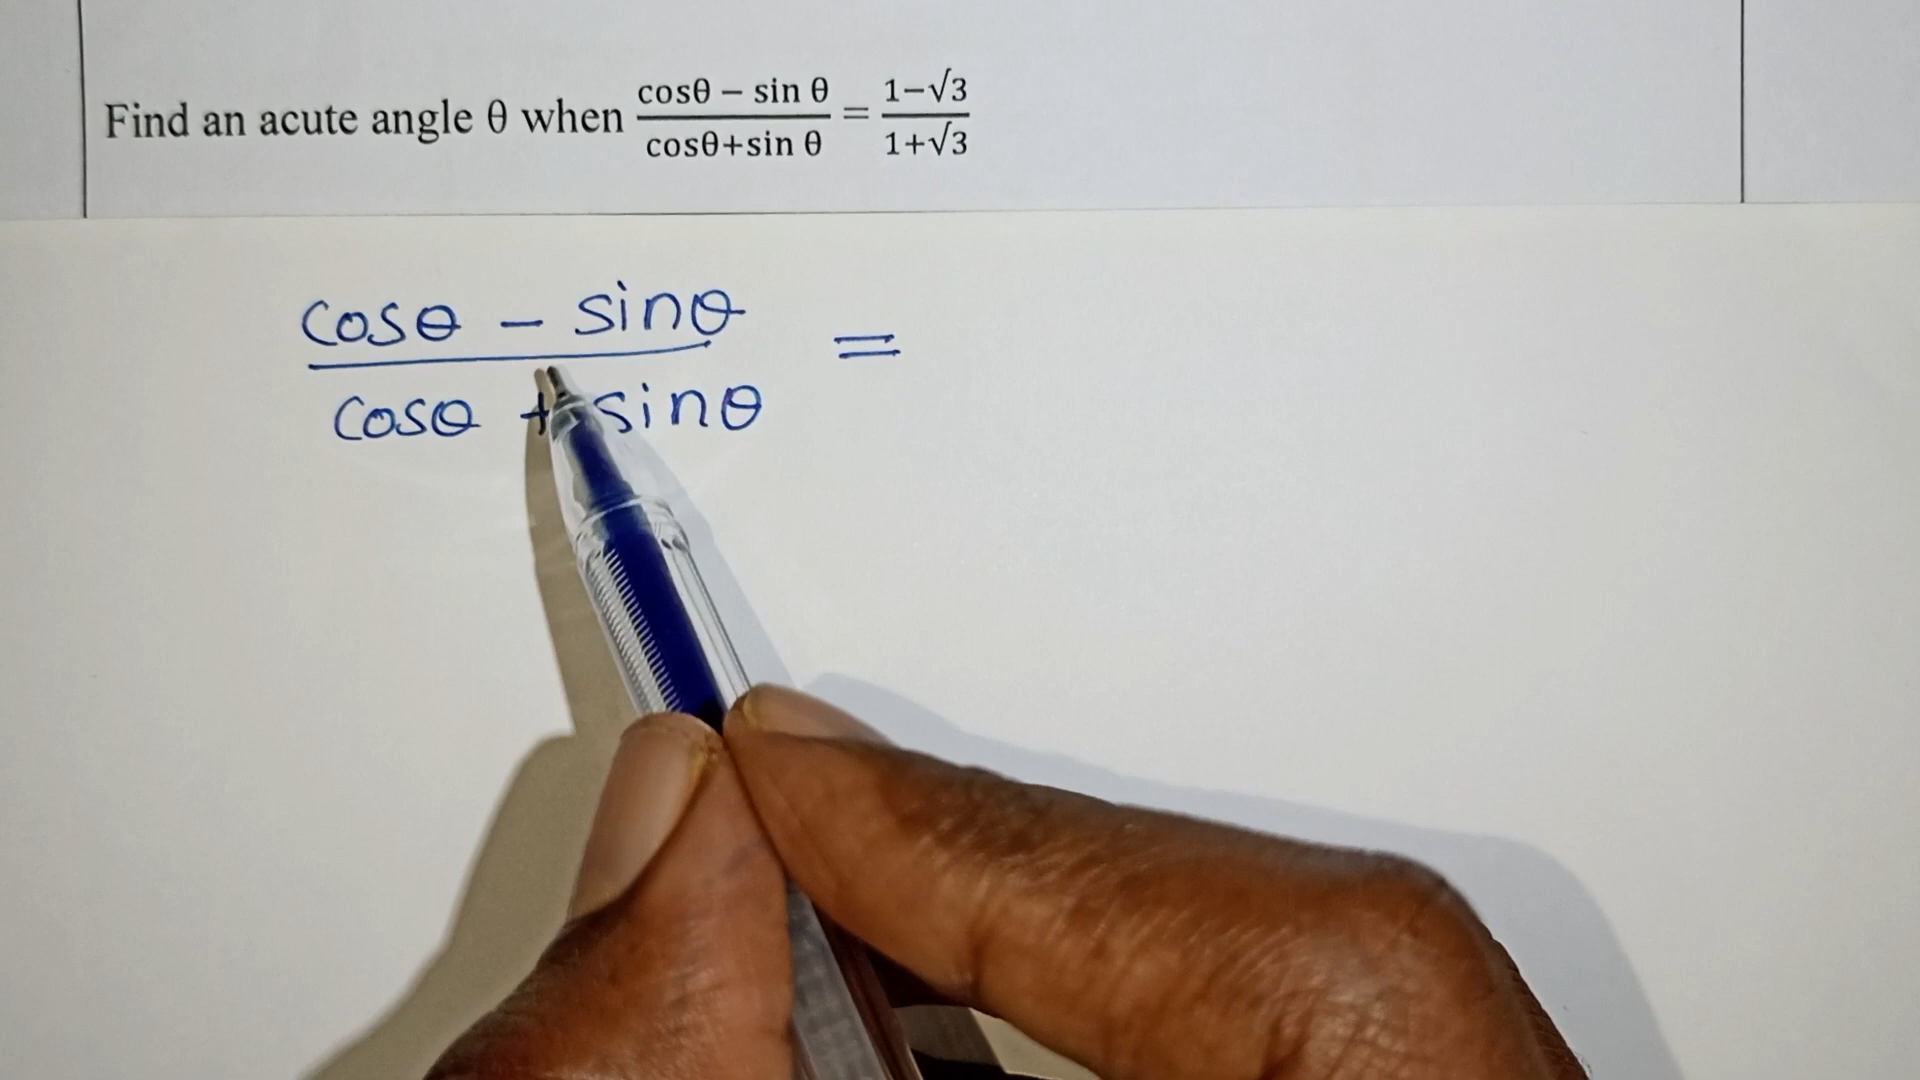 Find an acute angle θ when (cosθ − sin θ)/(cosθ+sin θ) = (1−√3)/(1+√3)
cosθ − sinθ =
cosθ + sinθ